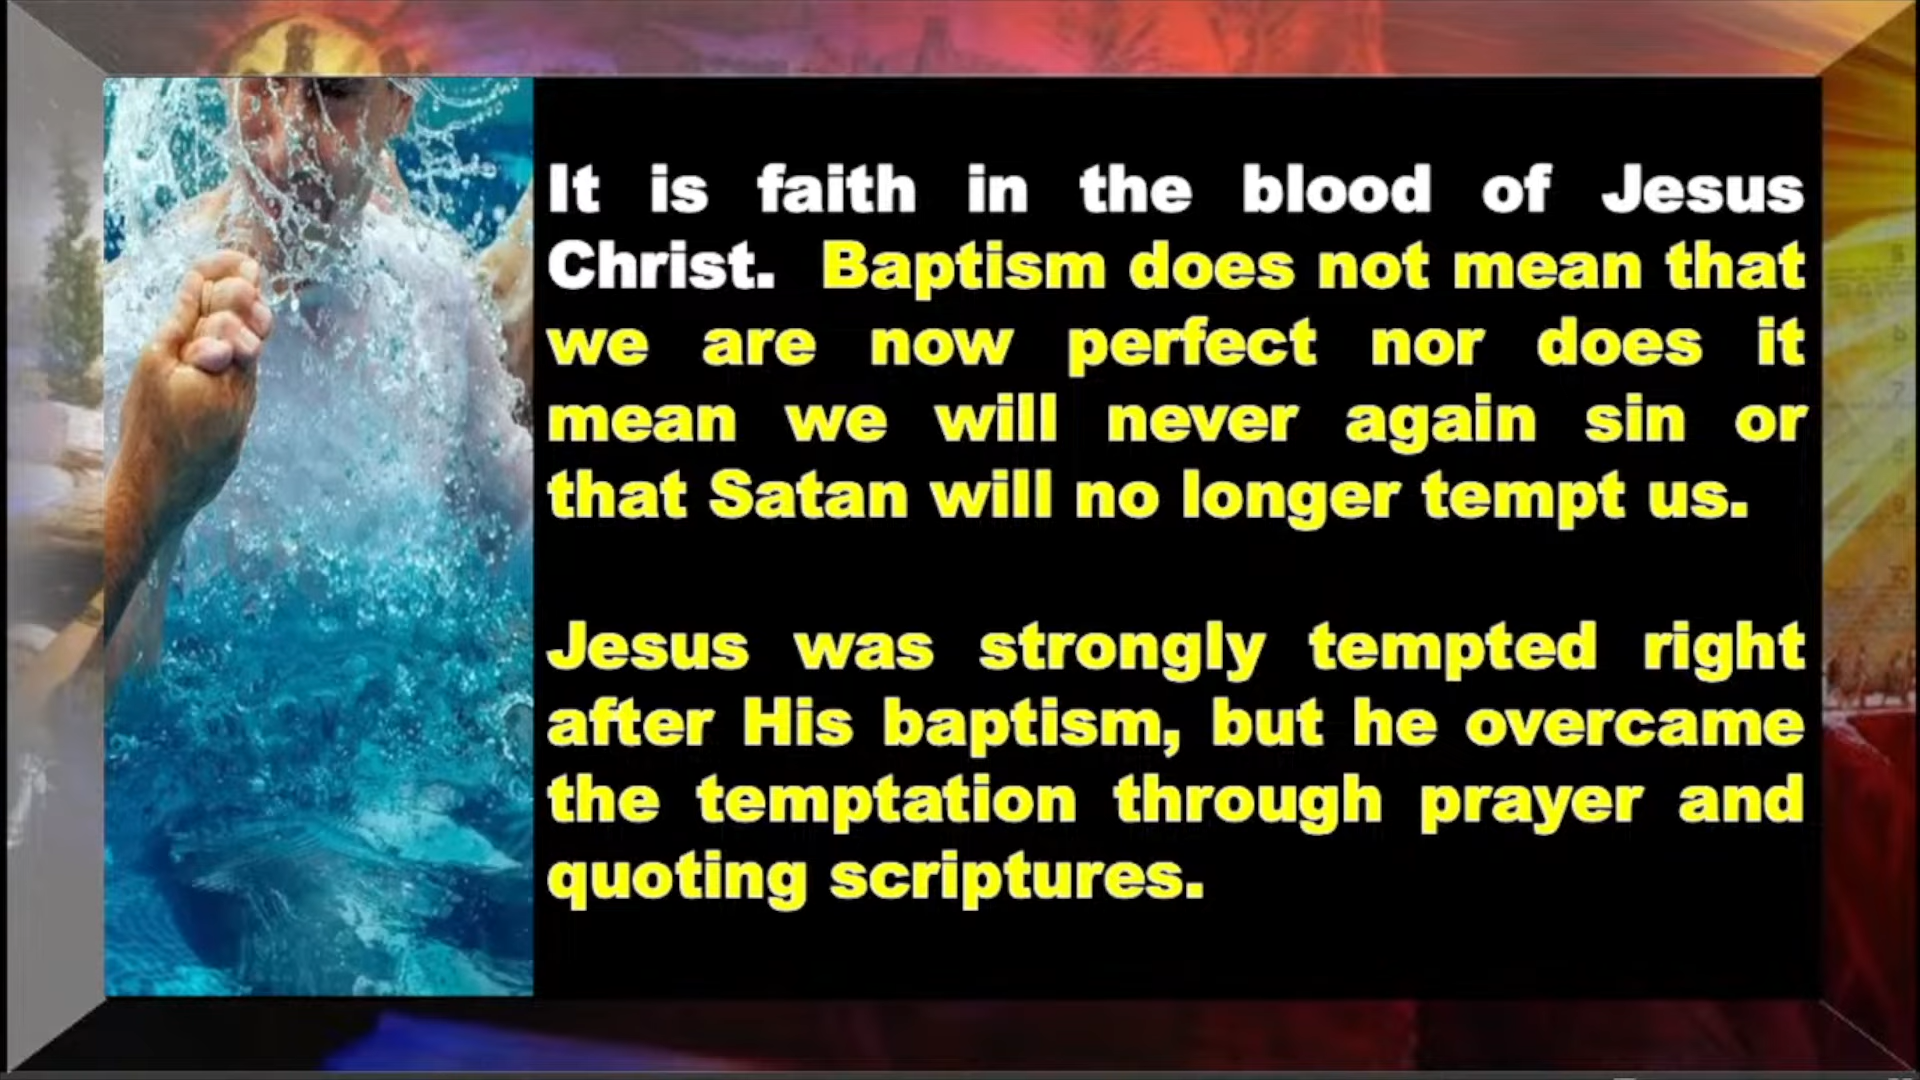 It is faith in the blood of Jesus
Christ. Baptism does not mean that
we are now perfect nor does it
mean we will never again sin or
that Satan will no longer tempt us.
Jesus was strongly tempted right
after His baptism, but he overcame
the temptation through prayer and
quoting scriptures.